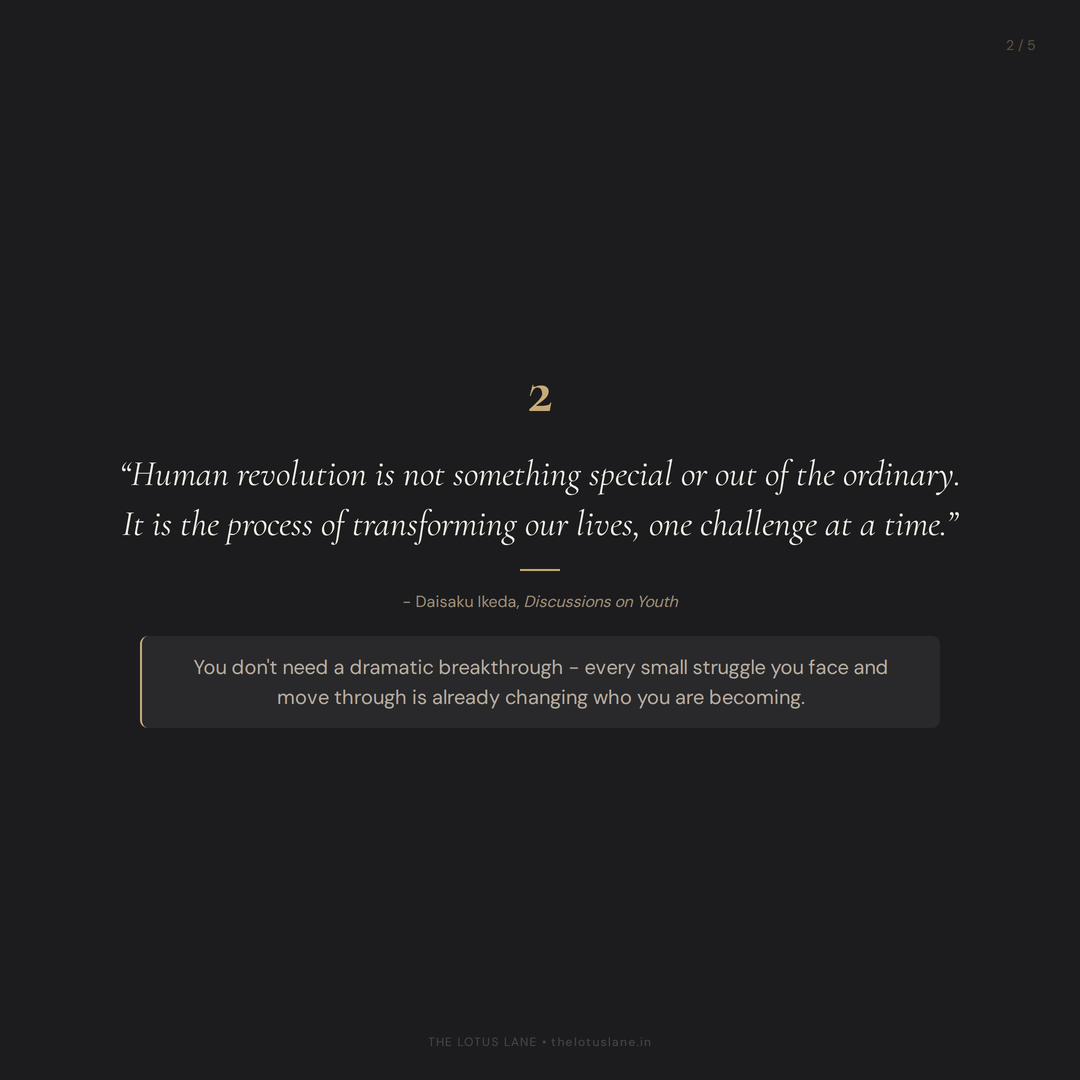 2 / 5
2
“Human revolution is not something special or out of the ordinary.
It is the process of transforming our lives, one challenge at a time.”
– Daisaku Ikeda, Discussions on Youth
You don't need a dramatic breakthrough – every small struggle you face and
move through is already changing who you are becoming.
THE LOTUS LANE • thelotuslane.in